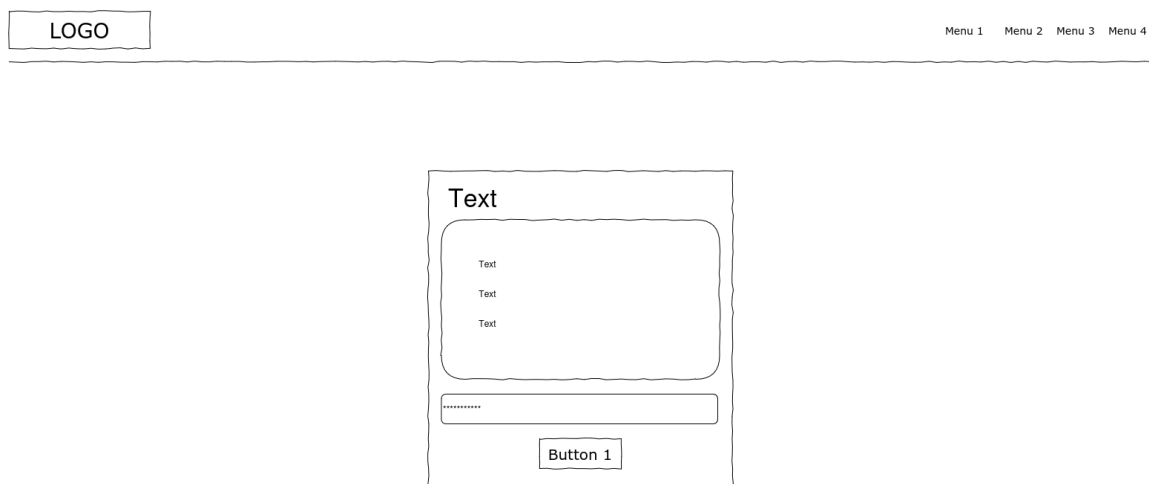 LOGO
Menu 1 Menu 2 Menu 3 Menu 4
Text
Text
Text
Text
***********
Button 1